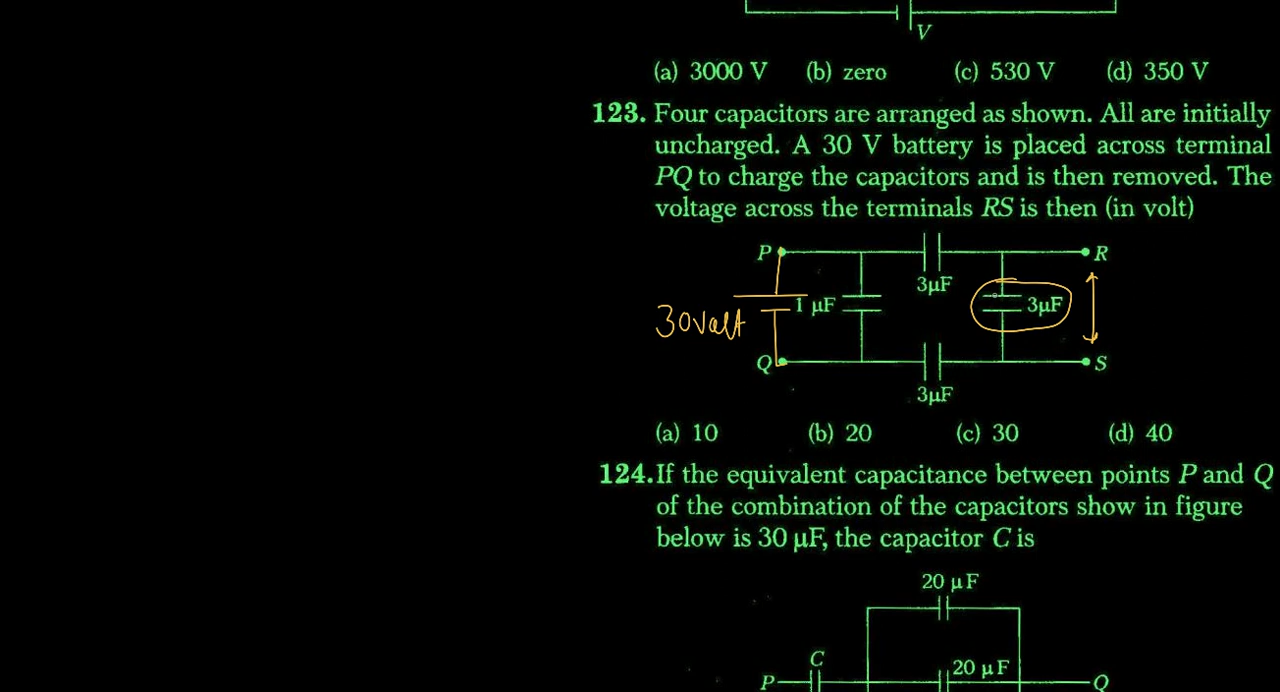 V
(a) 3000 V (b) zero (c) 530 V (d) 350 V
123. Four capacitors are arranged as shown. All are initially
uncharged. A 30 V battery is placed across terminal
PQ to charge the capacitors and is then removed. The
voltage across the terminals RS is then (in volt)
P R
3μF
30volt 1 μF 3μF
Q S
3μF
(a) 10 (b) 20 (c) 30 (d) 40
124. If the equivalent capacitance between points P and Q
of the combination of the capacitors show in figure
below is 30 μF, the capacitor C is
20 μF
C
20 μF
P Q